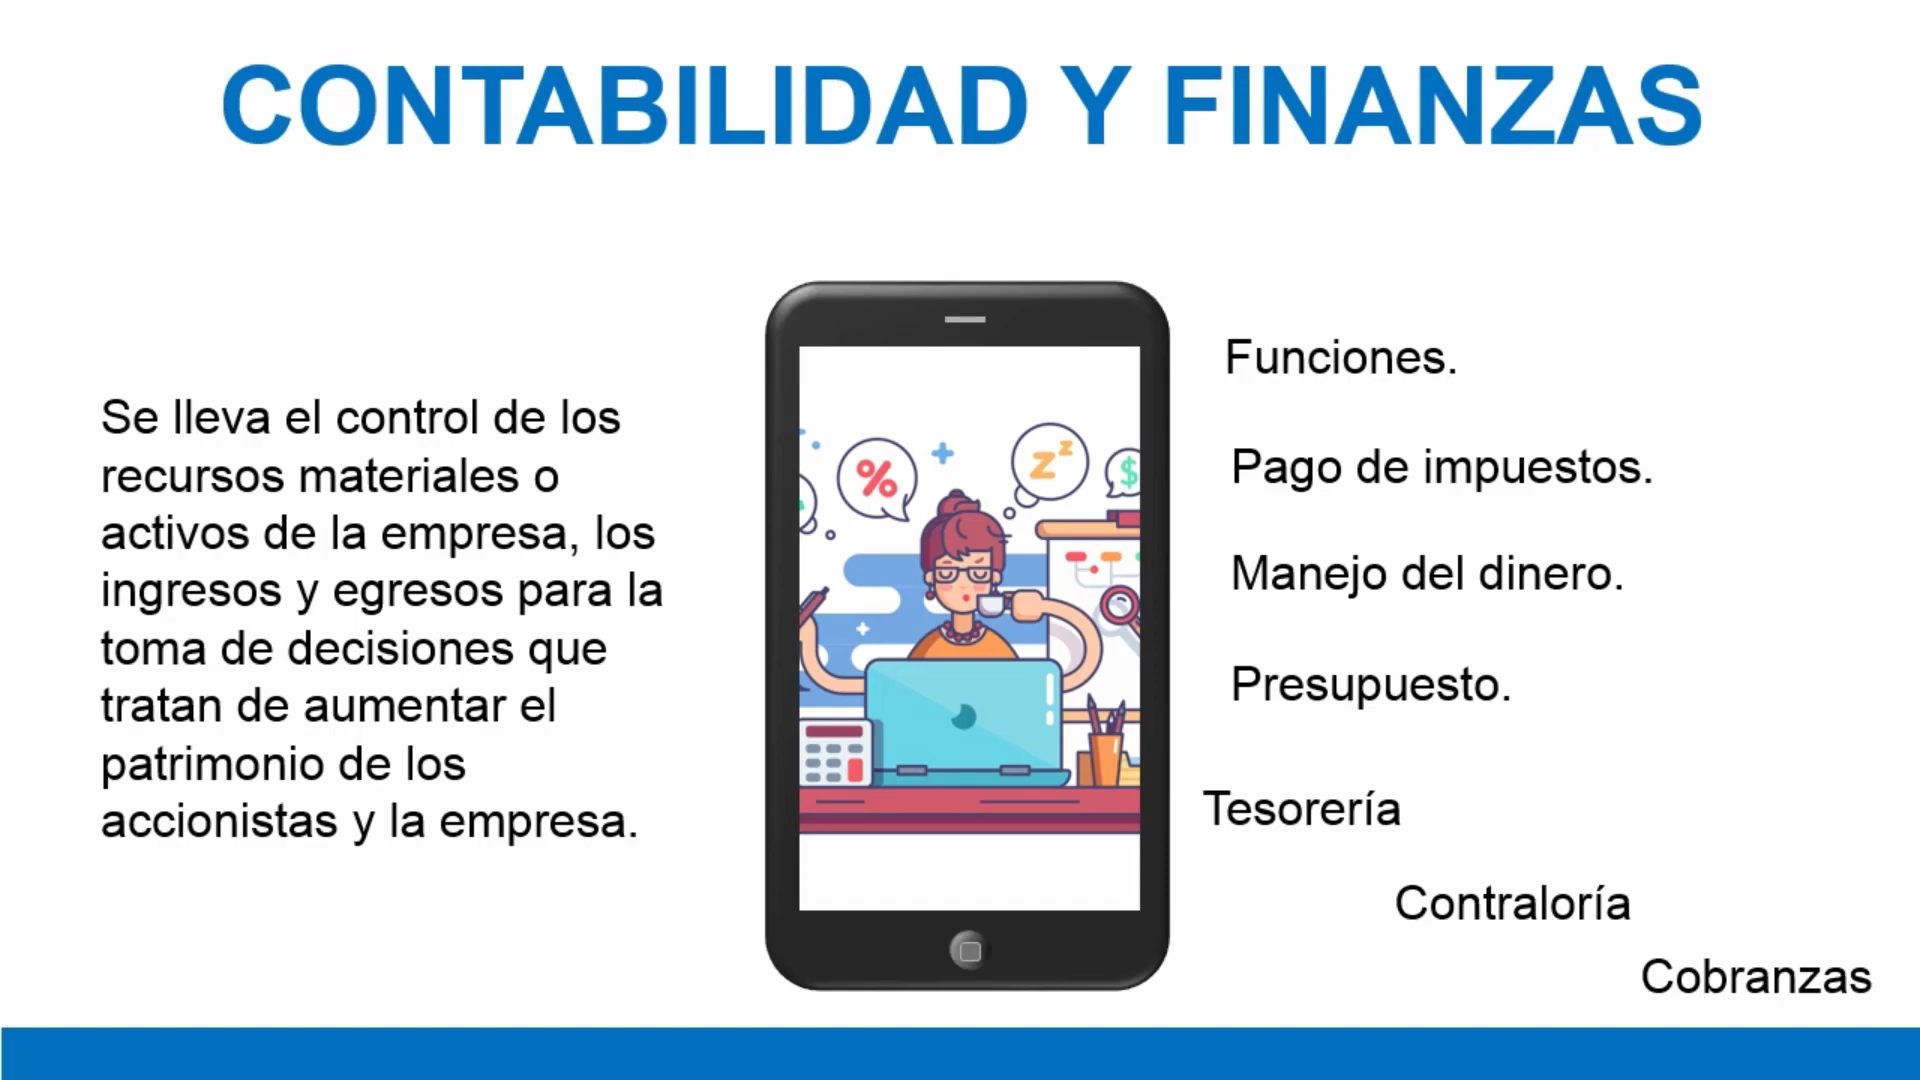 CONTABILIDAD Y FINANZAS
Se lleva el control de los
recursos materiales o
activos de la empresa, los
ingresos y egresos para la
toma de decisiones que
tratan de aumentar el
patrimonio de los
accionistas y la empresa.
%
z z
$
Funciones.
Pago de impuestos.
Manejo del dinero.
Presupuesto.
Tesorería
Contraloría
Cobranzas